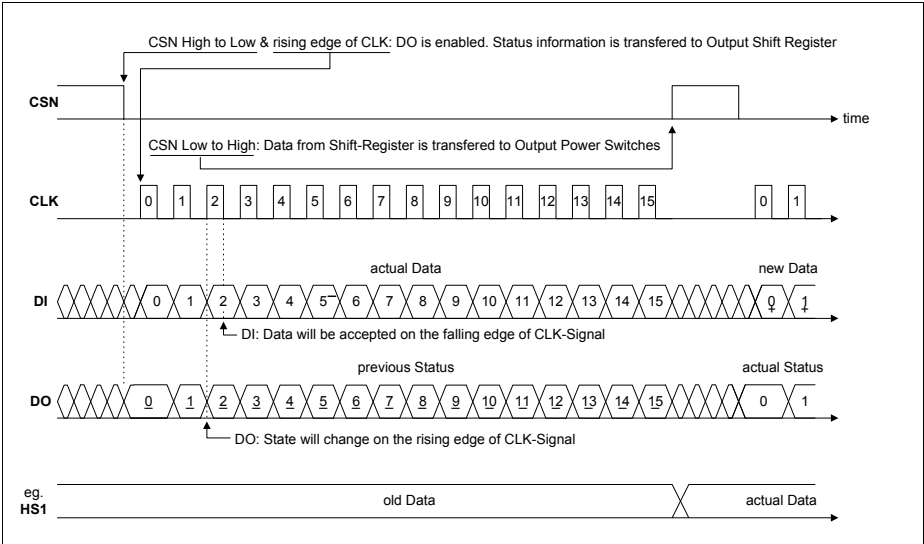 CSN High to Low & rising edge of CLK: DO is enabled. Status information is transfered to Output Shift Register
CSN
time
CSN Low to High: Data from Shift-Register is transfered to Output Power Switches
CLK
0 1 2 3 4 5 6 7 8 9 10 11 12 13 14 15 0 1
actual Data new Data
DI
0 1 2 3 4 5 6 7 8 9 10 11 12 13 14 15 0 1
DI: Data will be accepted on the falling edge of CLK-Signal
previous Status actual Status
DO
0 1 2 3 4 5 6 7 8 9 10 11 12 13 14 15 0 1
DO: State will change on the rising edge of CLK-Signal
eg.
HS1
old Data actual Data